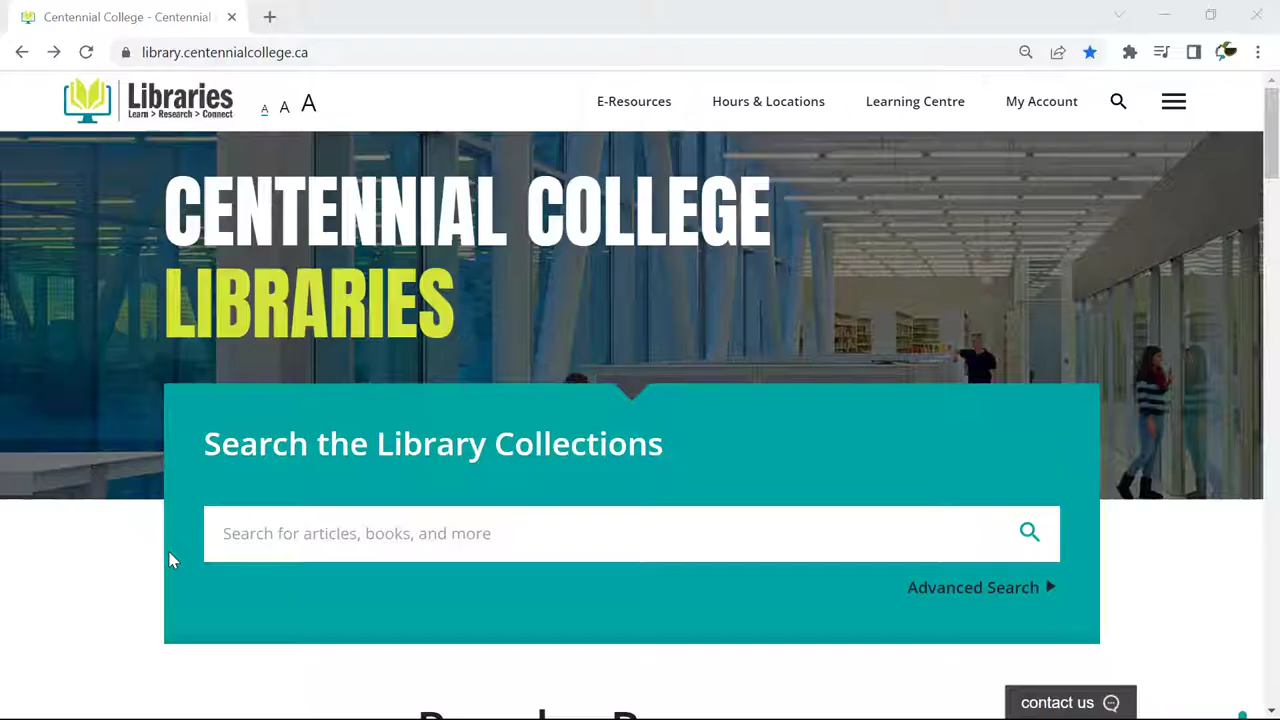 Centennial College - Centennial
library.centennialcollege.ca
Libraries
Learn > Research > Connect
A A A
E-Resources
Hours & Locations
Learning Centre
My Account
CENTENNIAL COLLEGE
LIBRARIES
Search the Library Collections
Search for articles, books, and more
Advanced Search
contact us